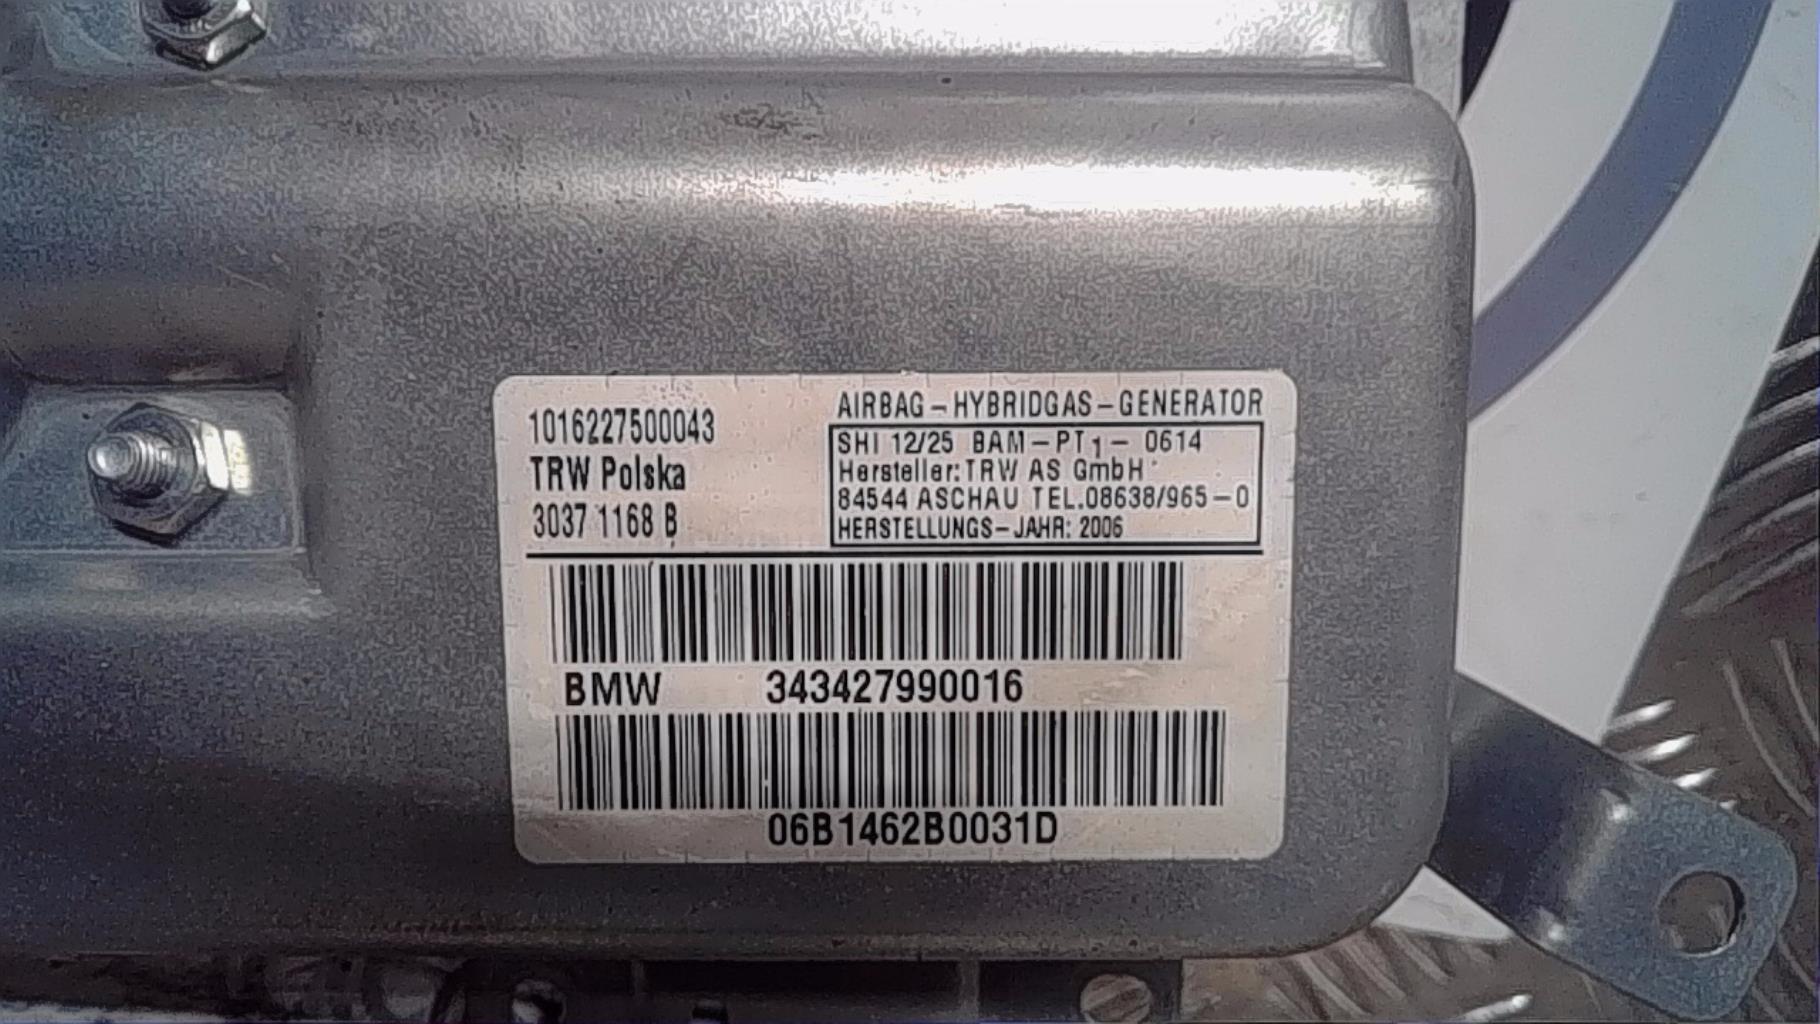 1016227500043
TRW Polska
3037 1168 B
AIRBAG-HYBRIDGAS-GENERATOR
SHI 12/25 BAM-PT1- 0614
Hersteller: TRW AS GmbH
84544 ASCHAU TEL.08638/965-0
HERSTELLUNGS-JAHR: 2006
BMW 343427990016
06B1462B0031D